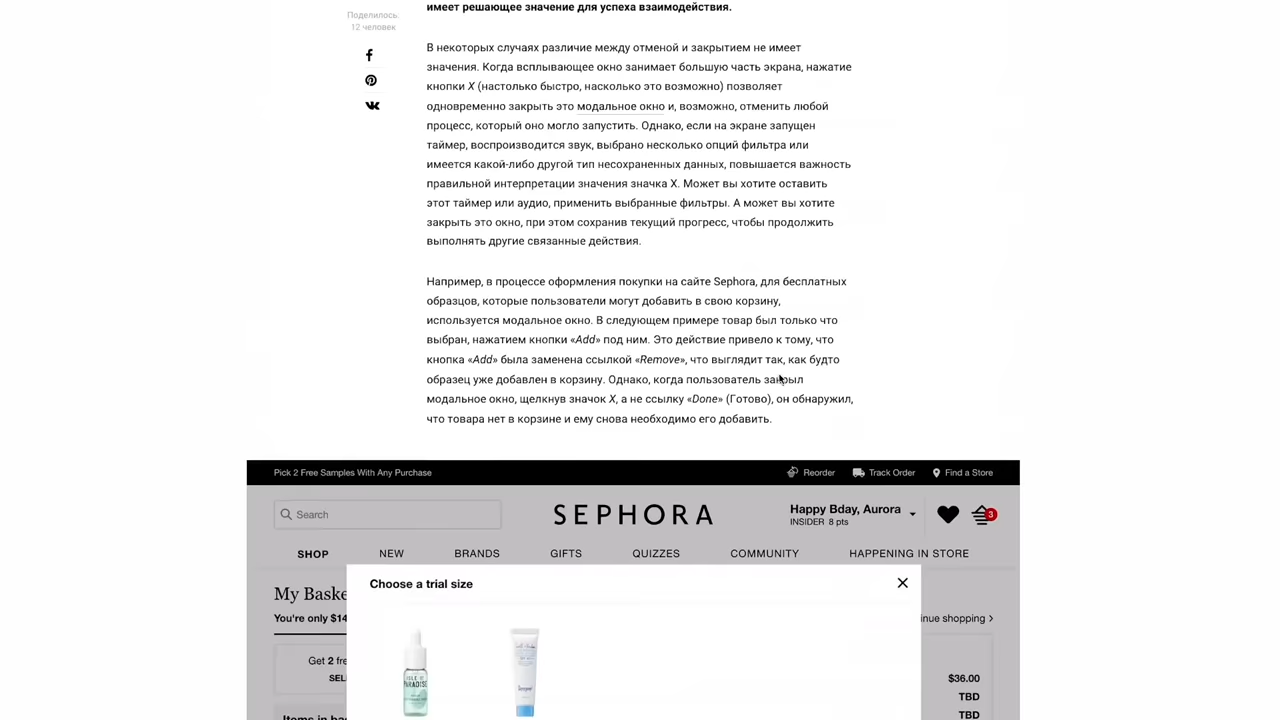 имеет решающее значение для успеха взаимодействия.
Поделилось:
12 человек
В некоторых случаях различие между отменой и закрытием не имеет
значения. Когда всплывающее окно занимает большую часть экрана, нажатие
кнопки X (настолько быстро, насколько это возможно) позволяет
одновременно закрыть это модальное окно и, возможно, отменить любой
процесс, который оно могло запустить. Однако, если на экране запущен
таймер, воспроизводится звук, выбрано несколько опций фильтра или
имеется какой-либо другой тип несохраненных данных, повышается важность
правильной интерпретации значения значка X. Может вы хотите оставить
этот таймер или аудио, применить выбранные фильтры. А может вы хотите
закрыть это окно, при этом сохранив текущий прогресс, чтобы продолжить
выполнять другие связанные действия.
Например, в процессе оформления покупки на сайте Sephora, для бесплатных
образцов, которые пользователи могут добавить в свою корзину,
используется модальное окно. В следующем примере товар был только что
выбран, нажатием кнопки «Add» под ним. Это действие привело к тому, что
кнопка «Add» была заменена ссылкой «Remove», что выглядит так, как будто
образец уже добавлен в корзину. Однако, когда пользователь закрыл
модальное окно, щелкнув значок X, а не ссылку «Done» (Готово), он обнаружил,
что товара нет в корзине и ему снова необходимо его добавить.
Pick 2 Free Samples With Any Purchase
Reorder
Track Order
Find a Store
Search
SEPHORA
Happy Bday, Aurora
INSIDER 8 pts
3
SHOP
NEW
BRANDS
GIFTS
QUIZZES
COMMUNITY
HAPPENING IN STORE
Choose a trial size
My Baske
You're only $14
nue shopping >
Get 2 fre
SEL
ISLE OF
PARADISE
$36.00
TBD
TBD
Items in bas